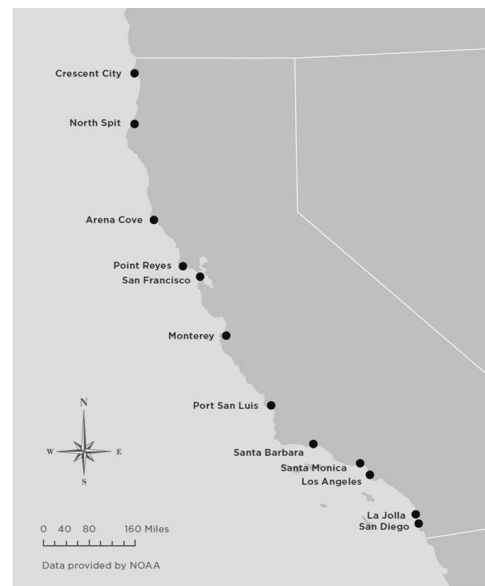 Crescent City
North Spit
Arena Cove
Point Reyes
San Francisco
Monterey
Port San Luis
Santa Barbara
Santa Monica
Los Angeles
La Jolla
San Diego
N
W E
S
0 40 80 160 Miles
Data provided by NOAA